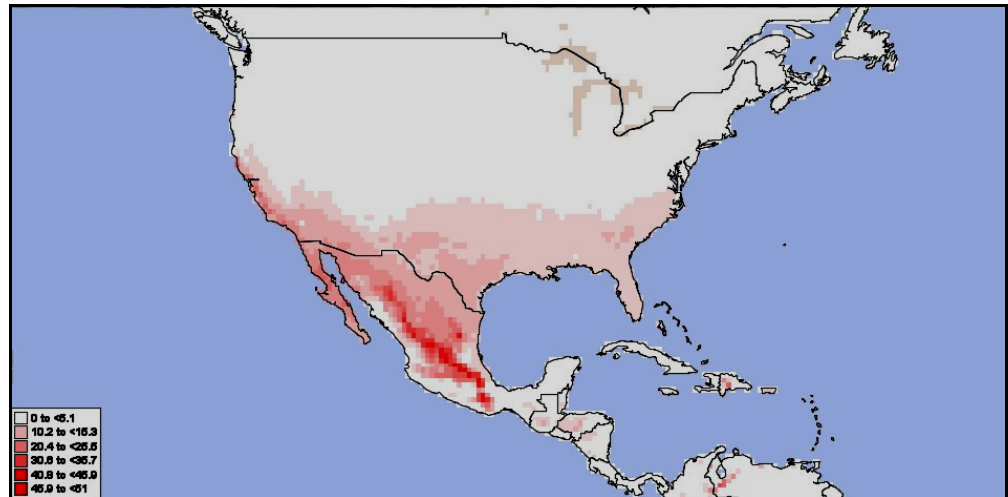 0 to <5.1
10.2 to <15.3
20.4 to <25.5
30.6 to <35.7
40.8 to <45.9
45.9 to <51